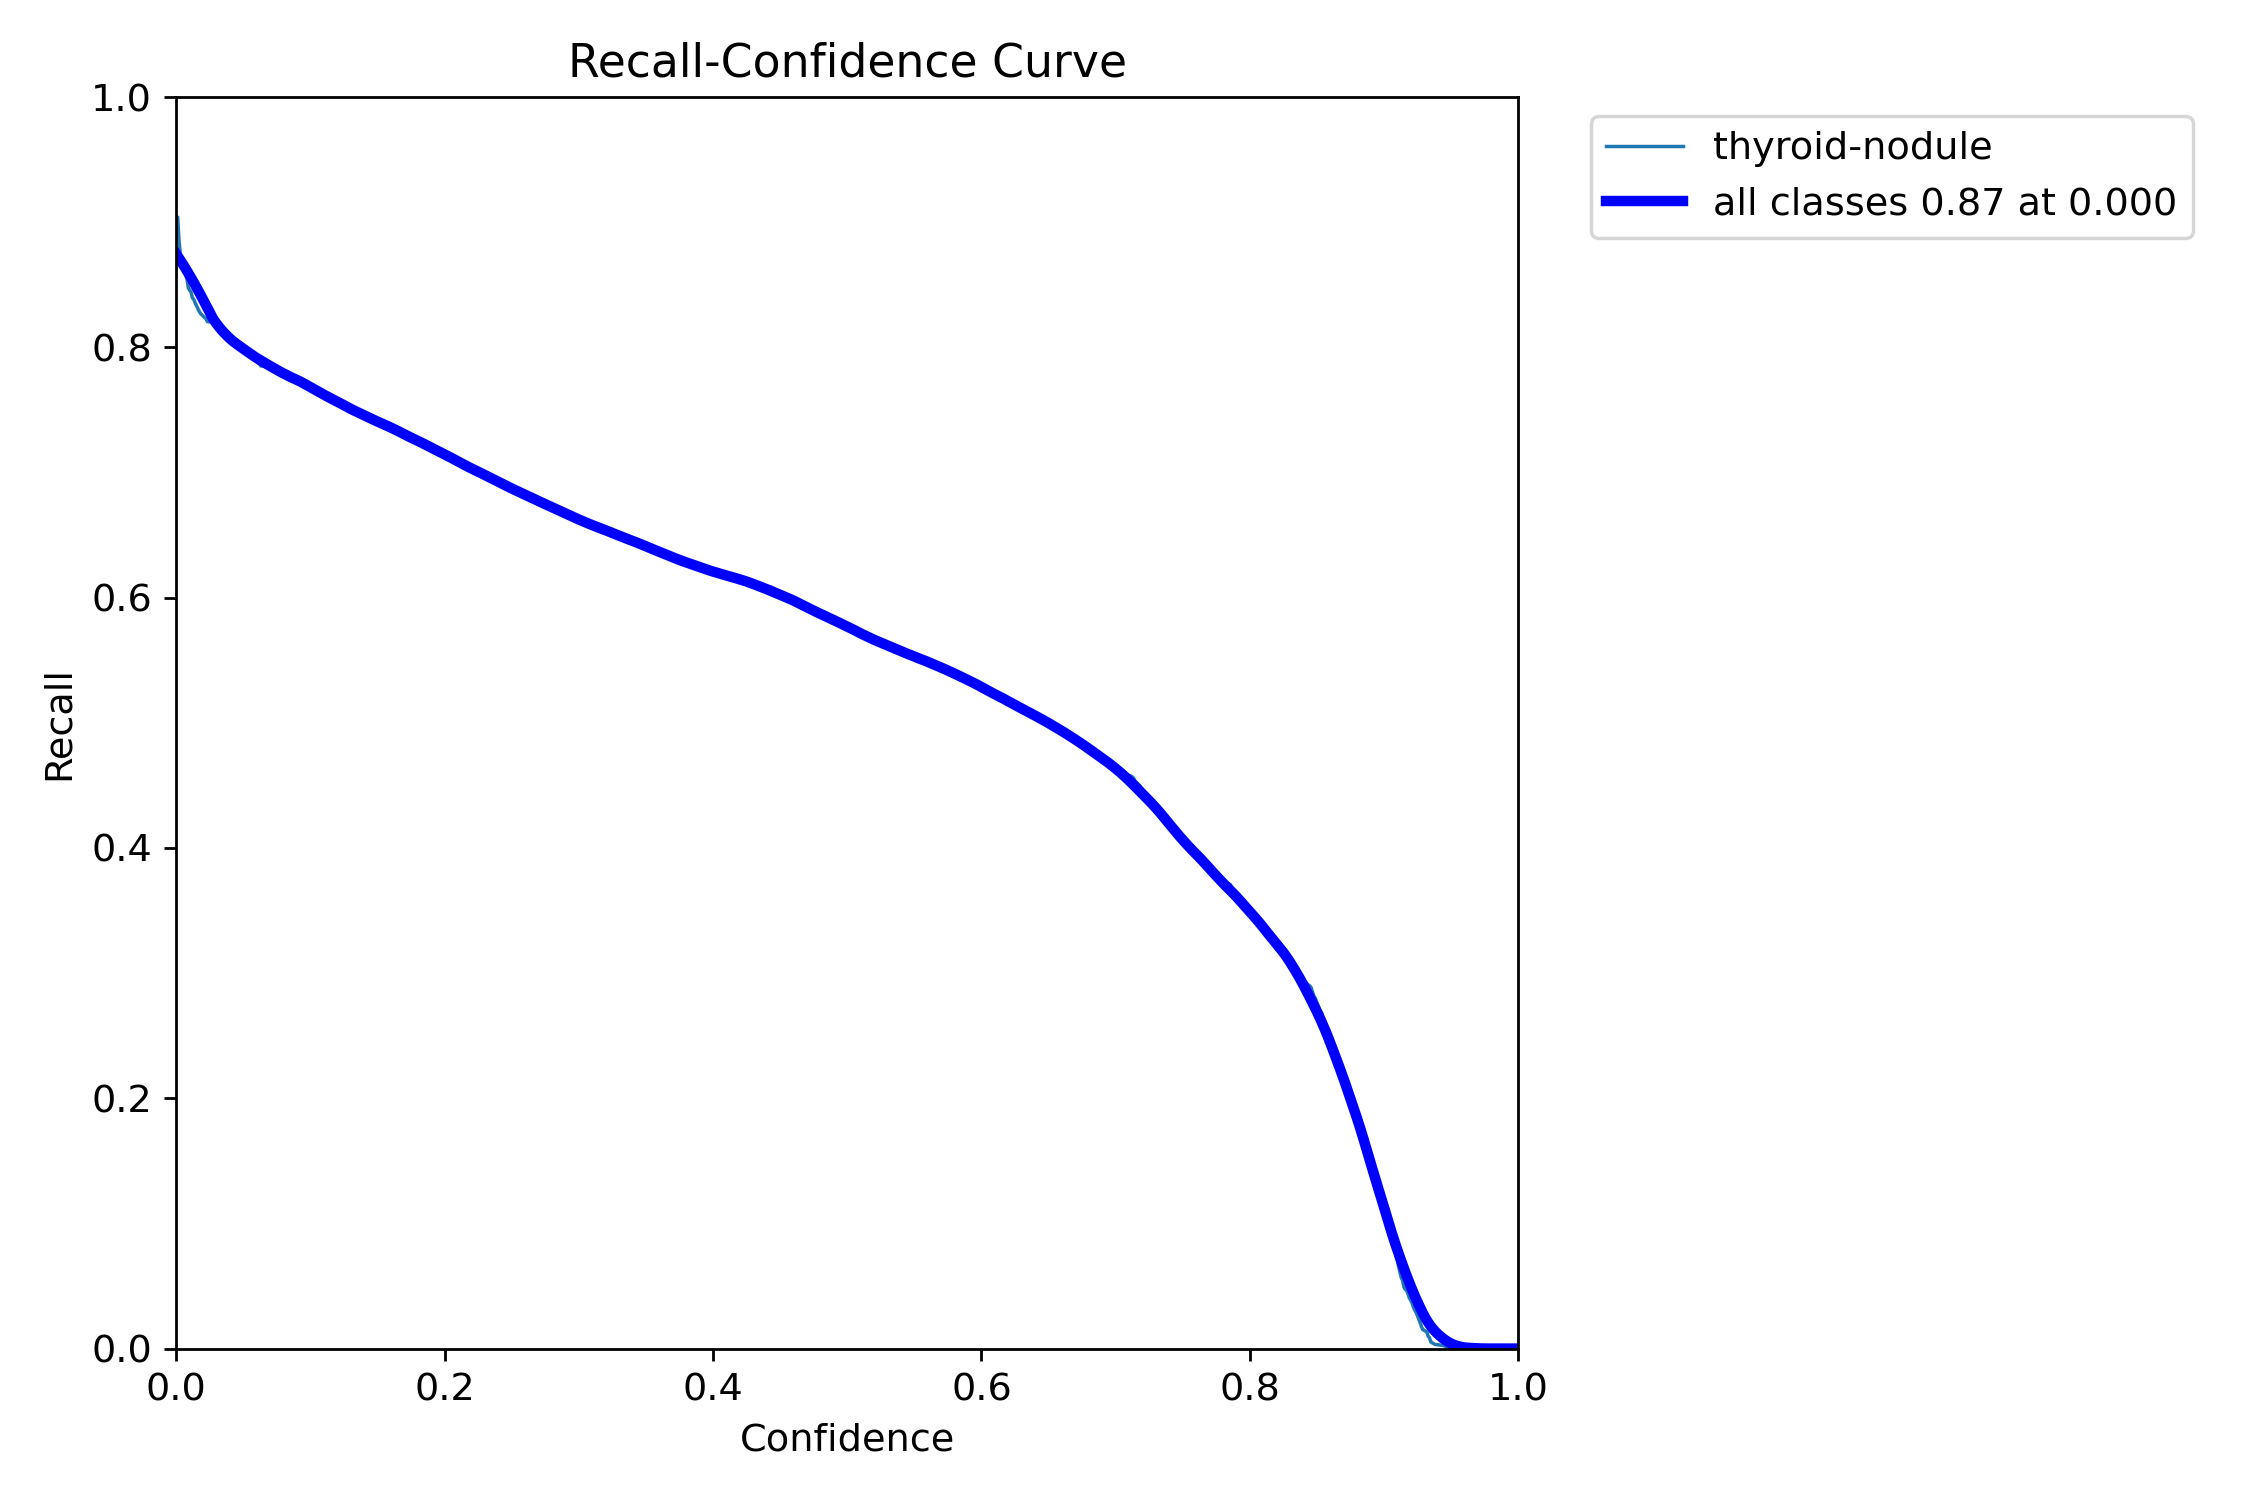 Recall-Confidence Curve
1.0
0.8
0.6
0.4
0.2
0.0
Recall
0.0 0.2 0.4 0.6 0.8 1.0
Confidence
thyroid-nodule
all classes 0.87 at 0.000